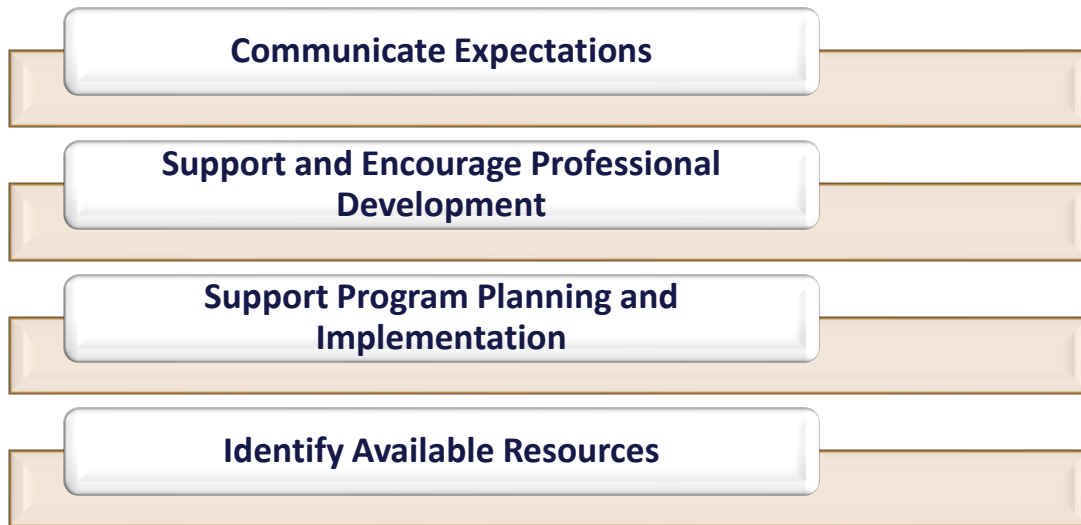 Communicate Expectations
Support and Encourage Professional
Development
Support Program Planning and
Implementation
Identify Available Resources